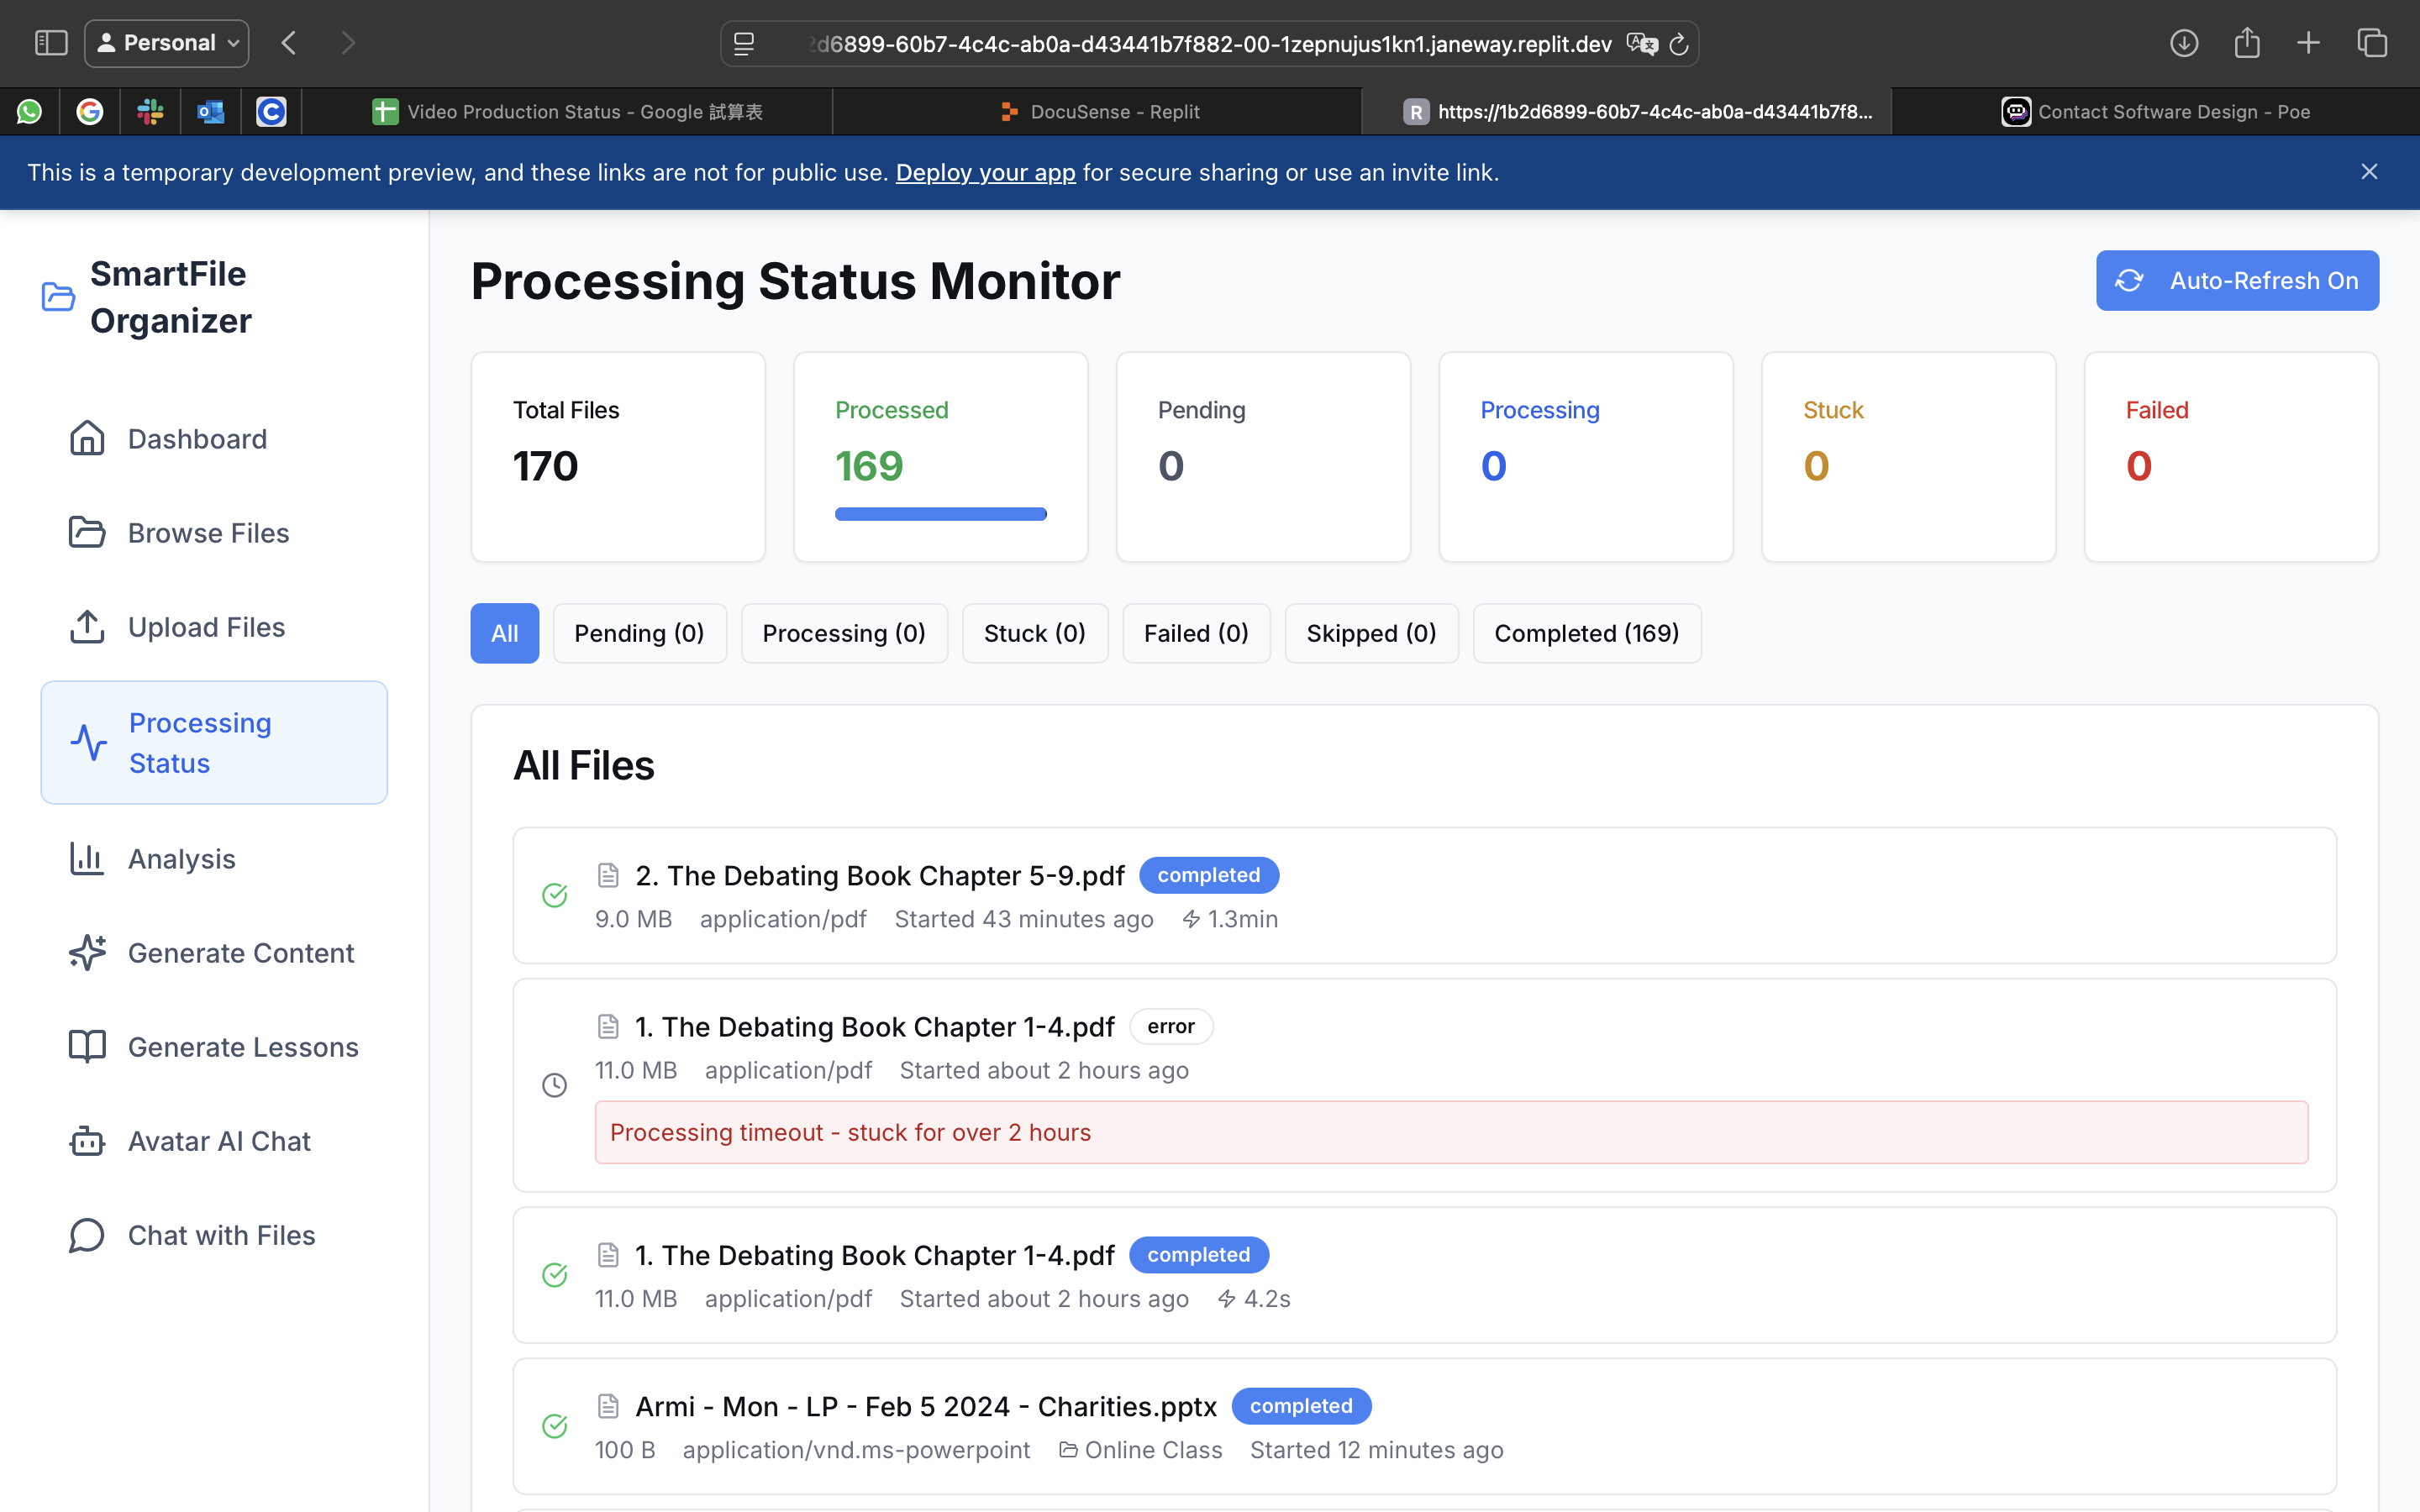 Personal
2d6899-60b7-4c4c-ab0a-d43441b7f882-00-1zepnujus1kn1.janeway.replit.dev
Video Production Status - Google 試算表
DocuSense - Replit
R https://1b2d6899-60b7-4c4c-ab0a-d43441b7f8...
Contact Software Design - Poe
This is a temporary development preview, and these links are not for public use. Deploy your app for secure sharing or use an invite link.
SmartFile
Organizer
Dashboard
Browse Files
Upload Files
Processing
Status
Analysis
Generate Content
Generate Lessons
Avatar AI Chat
Chat with Files
Processing Status Monitor
Auto-Refresh On
Total Files
170
Processed
169
Pending
0
Processing
0
Stuck
0
Failed
0
All
Pending (0)
Processing (0)
Stuck (0)
Failed (0)
Skipped (0)
Completed (169)
All Files
2. The Debating Book Chapter 5-9.pdf completed
9.0 MB application/pdf Started 43 minutes ago 1.3min
1. The Debating Book Chapter 1-4.pdf error
11.0 MB application/pdf Started about 2 hours ago
Processing timeout - stuck for over 2 hours
1. The Debating Book Chapter 1-4.pdf completed
11.0 MB application/pdf Started about 2 hours ago 4.2s
Armi - Mon - LP - Feb 5 2024 - Charities.pptx completed
100 B application/vnd.ms-powerpoint Online Class Started 12 minutes ago